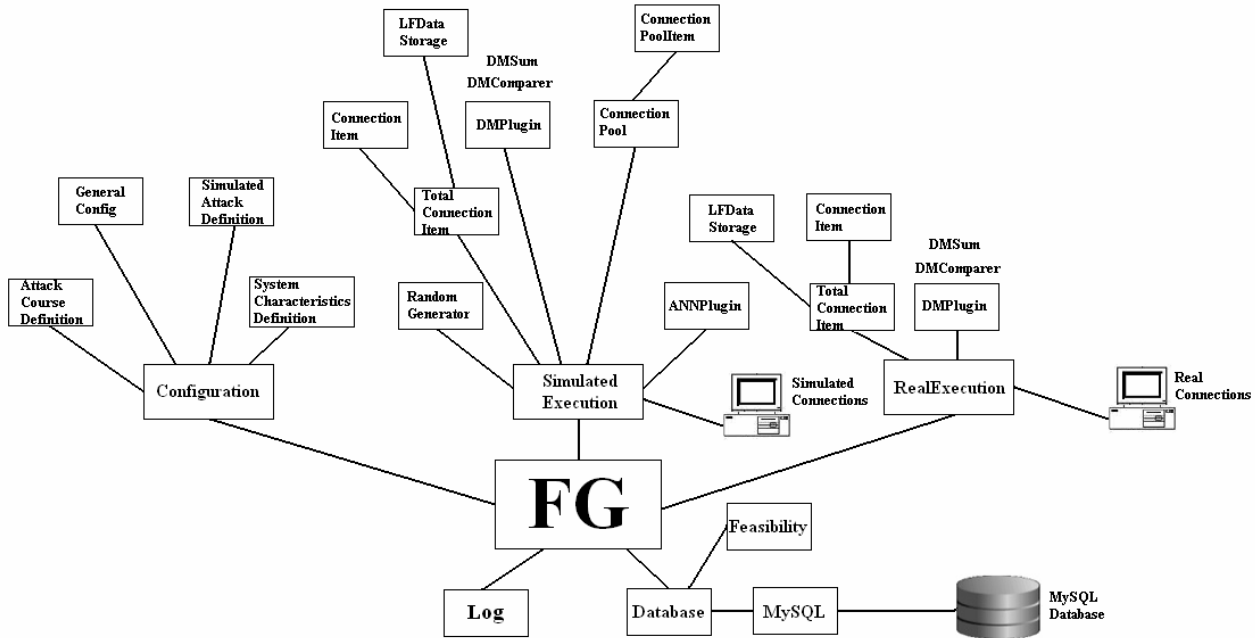 LFData
Storage
Connection
PoolItem
DMSum
DMComparer
Connection
Item
DMPlugin
Connection
Pool
General
Config
Simulated
Attack
Definition
Total
Connection
Item
LFData
Storage
Connection
Item
DMSum
DMComparer
Attack
Course
Definition
System
Characteristics
Definition
Random
Generator
ANNPlugin
Total
Connection
Item
DMPlugin
Configuration
Simulated
Execution
Simulated
Connections
RealExecution
Real
Connections
FG
Feasibility
Log
Database
MySQL
MySQL
Database